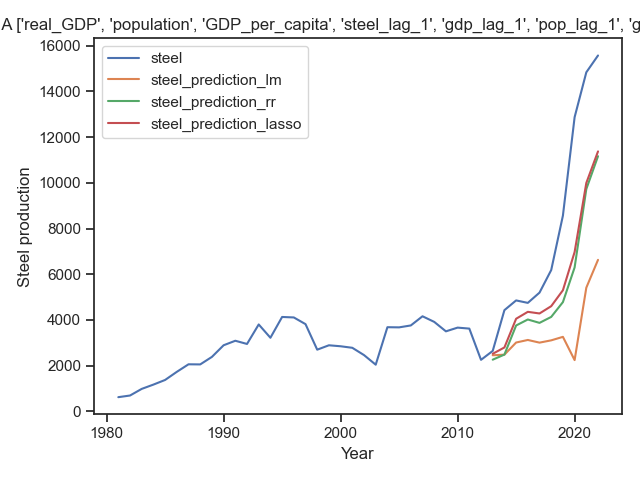 A ['real_GDP', 'population', 'GDP_per_capita', 'steel_lag_1', 'gdp_lag_1', 'pop_lag_1', 'g
16000
14000
12000
10000
8000
6000
4000
2000
0
Steel production
steel
steel_prediction_lm
steel_prediction_rr
steel_prediction_lasso
1980
1990
2000
2010
2020
Year